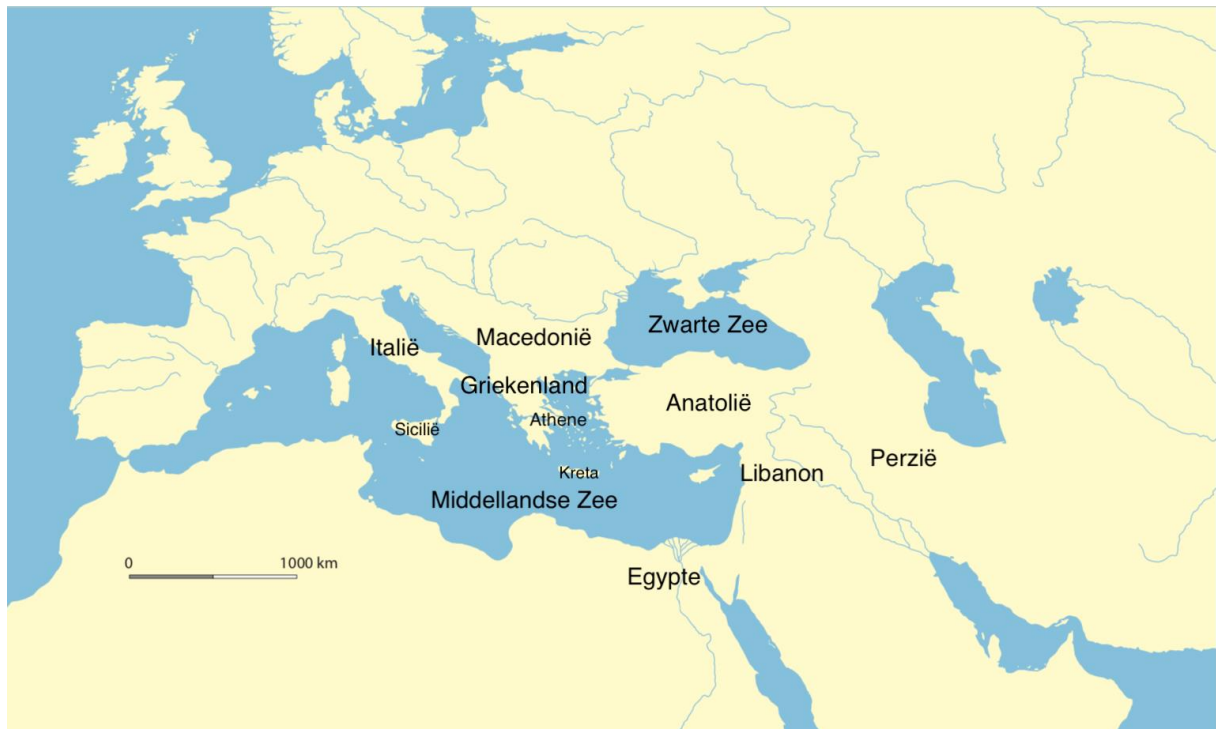 Zwarte Zee
Macedonië
Italië
Griekenland
Anatolië
Athene
Sicilië
Perzië
Kreta
Libanon
Middellandse Zee
0 1000 km
Egypte